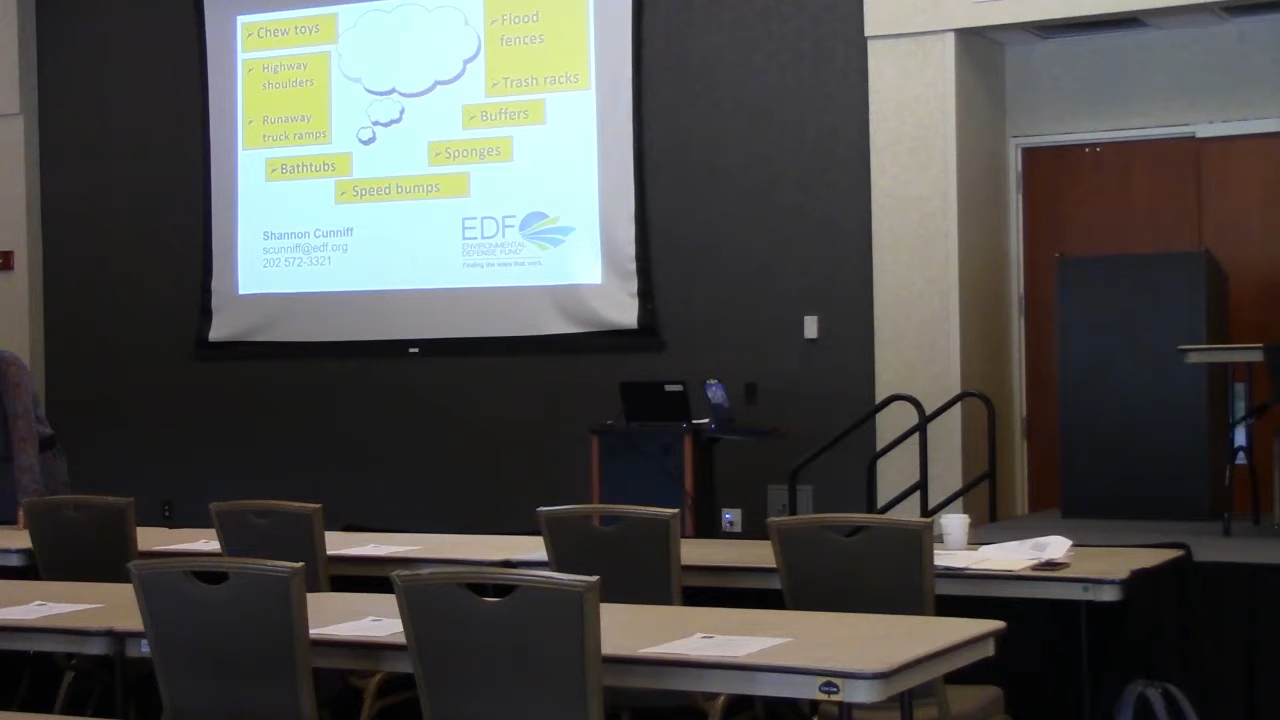 ➢ Chew toys
➢ Highway
shoulders
➢ Runaway
truck ramps
➢ Bathtubs
➢ Speed bumps
➢ Sponges
➢ Buffers
➢ Flood
fences
➢ Trash racks
Shannon Cunniff
scunniff@edf.org
202 572-3321
EDF
ENVIRONMENTAL
DEFENSE FUND®
Finding the ways that work.